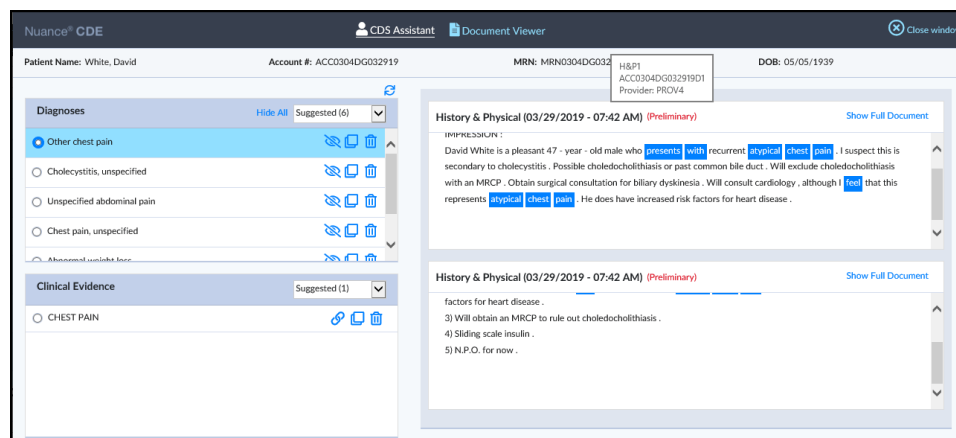 Nuance® CDE
CDS Assistant
Document Viewer
Close windo
Patient Name: White, David
Account #: ACC0304DG032919
MRN: MRN0304DG032
DOB: 05/05/1939
H&P1
ACC0304DG032919D1
Provider: PROV4
Diagnoses
Hide All
Suggested (6)
Other chest pain
Cholecystitis, unspecified
Unspecified abdominal pain
Chest pain, unspecified
Abnormal weight loss
Clinical Evidence
Suggested (1)
CHEST PAIN
History & Physical (03/29/2019 - 07:42 AM) (Preliminary)
Show Full Document
IMPRESSION :
David White is a pleasant 47 - year - old male who presents with recurrent atypical chest pain . I suspect this is
secondary to cholecystitis . Possible choledocholithiasis or past common bile duct . Will exclude choledocholithiasis
with an MRCP . Obtain surgical consultation for biliary dyskinesia . Will consult cardiology , although I feel that this
represents atypical chest pain . He does have increased risk factors for heart disease .
History & Physical (03/29/2019 - 07:42 AM) (Preliminary)
Show Full Document
factors for heart disease .
3) Will obtain an MRCP to rule out choledocholithiasis .
4) Sliding scale insulin .
5) N.P.O. for now .